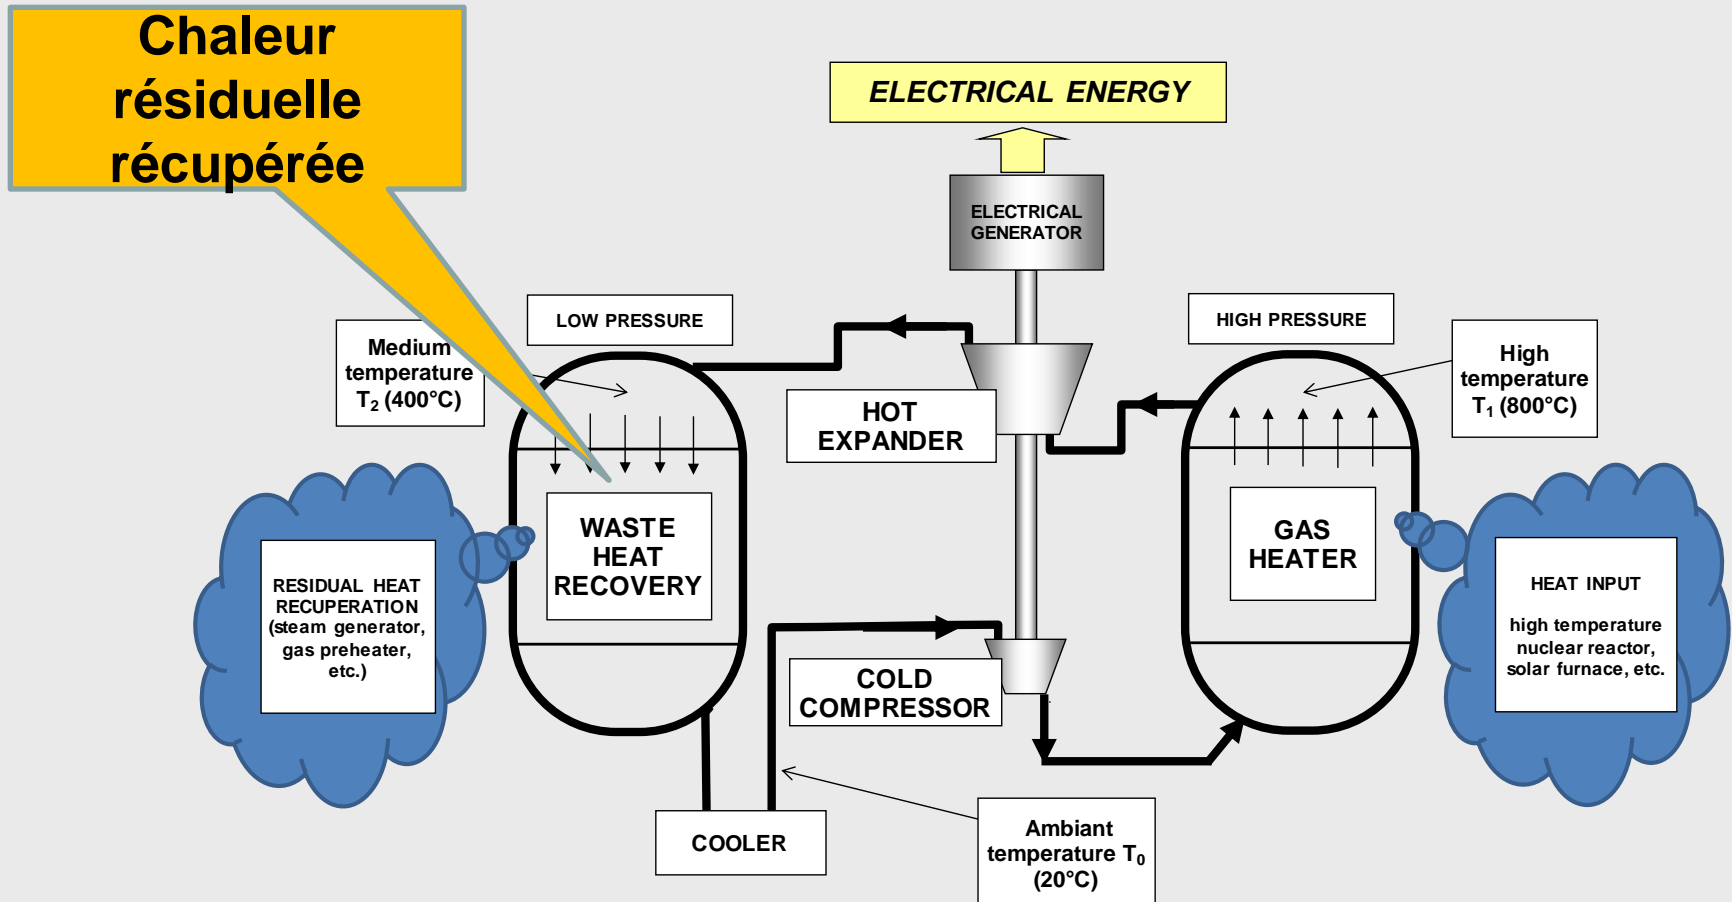 Chaleur
résiduelle
récupérée
ELECTRICAL ENERGY
ELECTRICAL
GENERATOR
LOW PRESSURE
HIGH PRESSURE
Medium
temperature
T₂ (400°C)
High
temperature
T₁ (800°C)
HOT
EXPANDER
WASTE
HEAT
RECOVERY
GAS
HEATER
RESIDUAL HEAT
RECUPERATION
(steam generator,
gas preheater,
etc.)
HEAT INPUT
high temperature
nuclear reactor,
solar furnace, etc.
COLD
COMPRESSOR
COOLER
Ambiant
temperature T₀
(20°C)